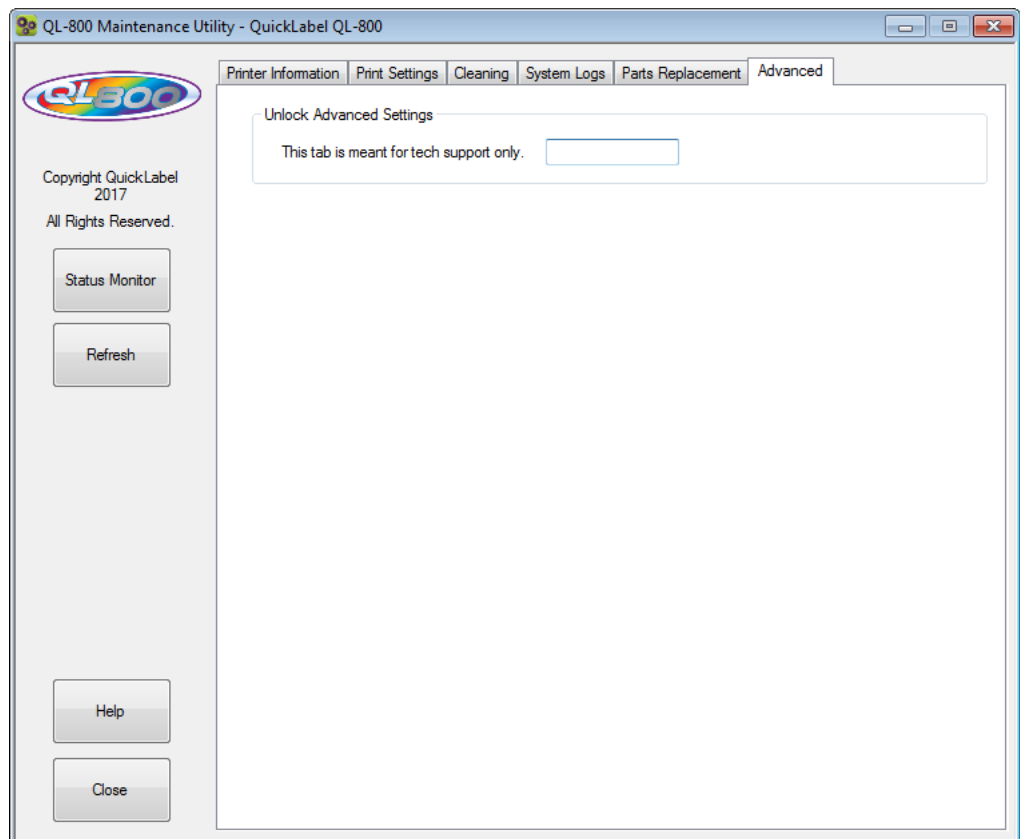 QL-800 Maintenance Utility - QuickLabel QL-800
QL800
Printer Information Print Settings Cleaning System Logs Parts Replacement Advanced
Unlock Advanced Settings
This tab is meant for tech support only.
Copyright QuickLabel
2017
All Rights Reserved.
Status Monitor
Refresh
Help
Close